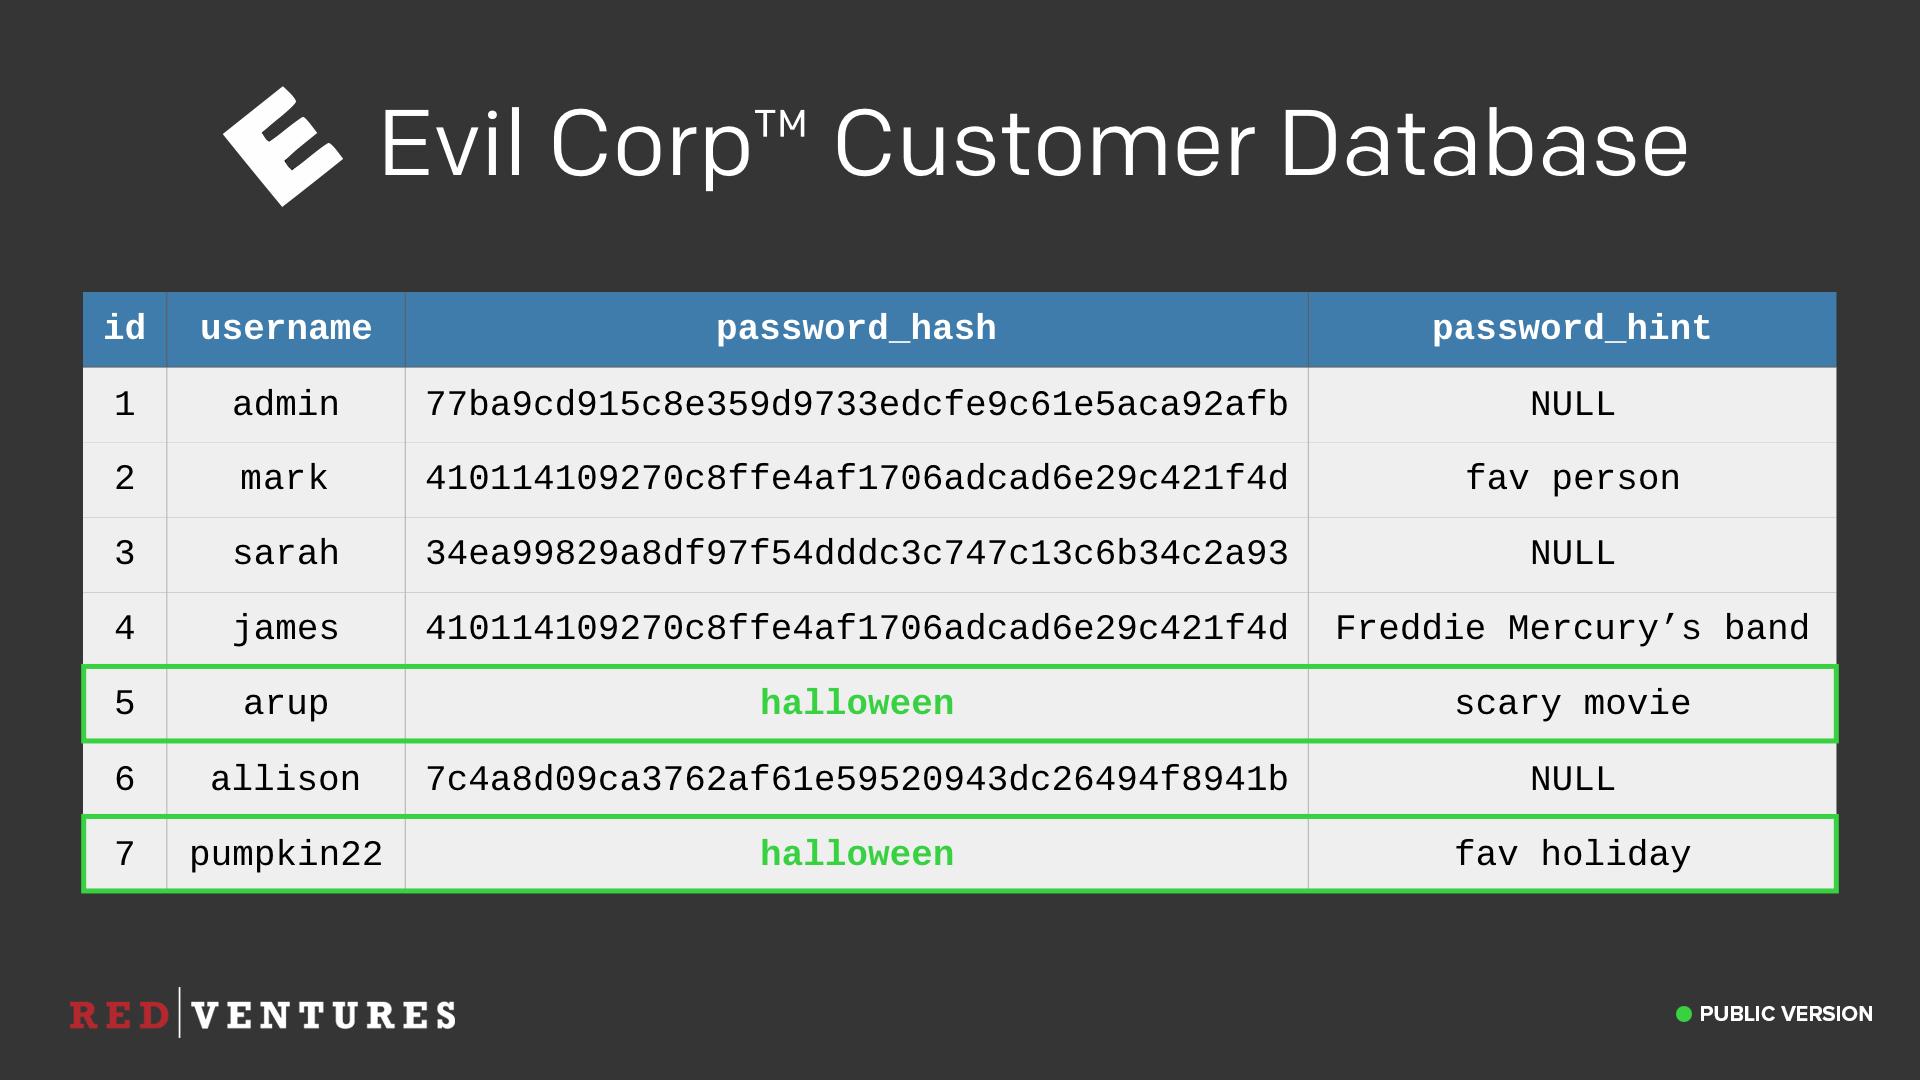 Evil Corp™ Customer Database
id username password_hash password_hint
1 admin 77ba9cd915c8e359d9733edcfe9c61e5aca92afb NULL
2 mark 410114109270c8ffe4af1706adcad6e29c421f4d fav person
3 sarah 34ea99829a8df97f54dddc3c747c13c6b34c2a93 NULL
4 james 410114109270c8ffe4af1706adcad6e29c421f4d Freddie Mercury’s band
5 arup halloween scary movie
6 allison 7c4a8d09ca3762af61e59520943dc26494f8941b NULL
7 pumpkin22 halloween fav holiday
RED VENTURES
PUBLIC VERSION